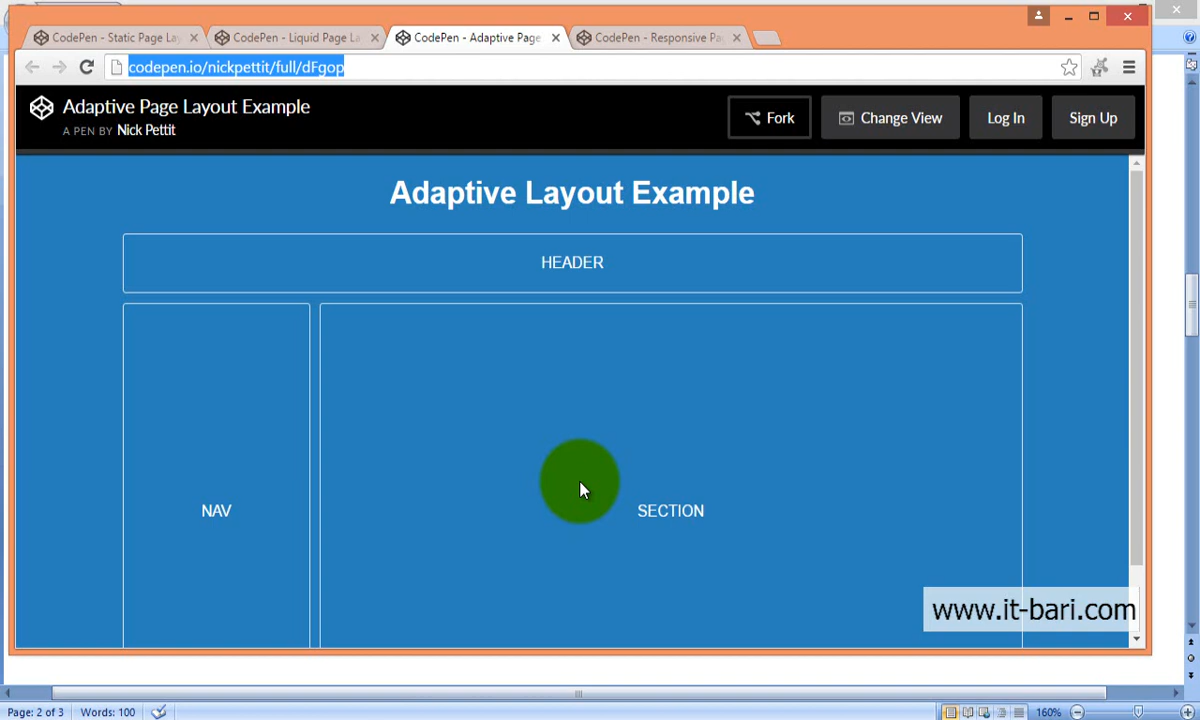 CodePen - Static Page La
CodePen - Liquid Page La
CodePen - Adaptive Page
CodePen - Responsive Pa
codepen.io/nickpettit/full/dFgop
Adaptive Page Layout Example
A PEN BY Nick Pettit
Fork
Change View
Log In
Sign Up
Adaptive Layout Example
HEADER
NAV
SECTION
www.it-bari.com
Page: 2 of 3
Words: 100
160%